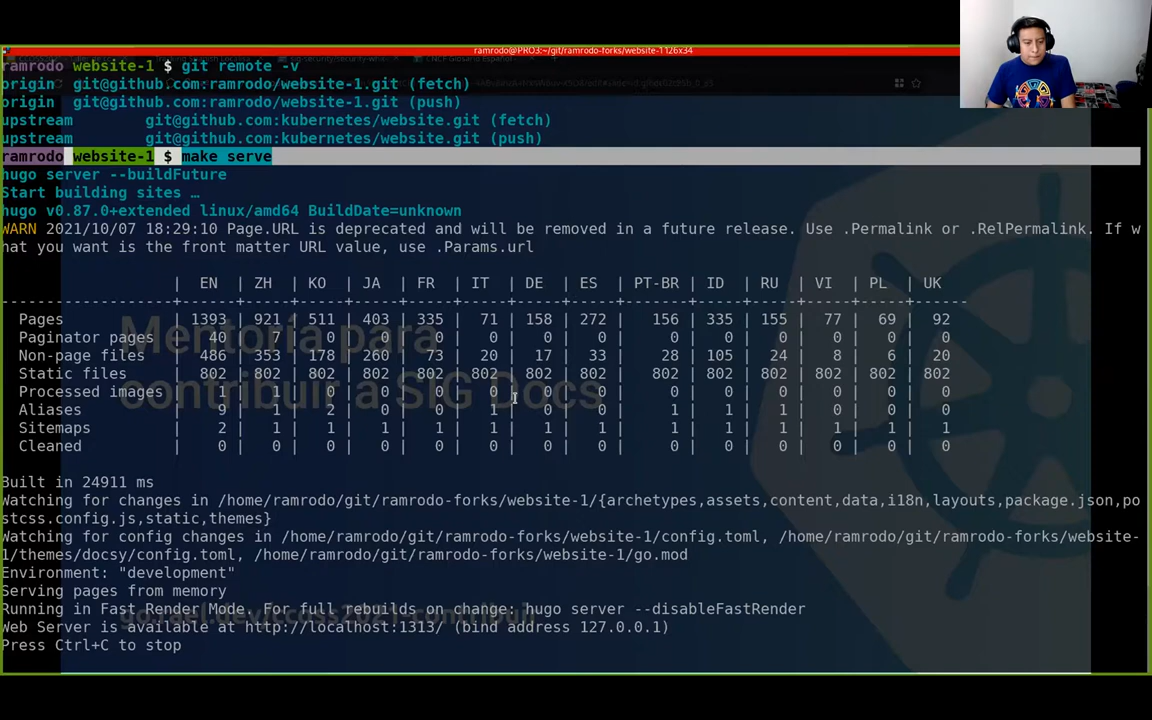 ramrodo@PRO3:~/git/ramrodo-forks/website-1126x34
ramrodo website-1 $ git remote -v
origin git@github.com:ramrodo/website-1.git (fetch)
origin git@github.com:ramrodo/website-1.git (push)
upstream git@github.com:kubernetes/website.git (fetch)
upstream git@github.com:kubernetes/website.git (push)
ramrodo website-1 $ make serve
hugo server --buildFuture
Start building sites …
hugo v0.87.0+extended linux/amd64 BuildDate=unknown
WARN 2021/10/07 18:29:10 Page.URL is deprecated and will be removed in a future release. Use .Permalink or .RelPermalink. If w
hat you want is the front matter URL value, use .Params.url
| EN | ZH | KO | JA | FR | IT | DE | ES | PT-BR | ID | RU | VI | PL | UK
-------------------+------+-----+-----+-----+-----+-----+-----+-----+-------+-----+-----+-----+-----+------
Pages | 1393 | 921 | 511 | 403 | 335 | 71 | 158 | 272 | 156 | 335 | 155 | 77 | 69 | 92
Paginator pages | 40 | 7 | 0 | 0 | 0 | 0 | 0 | 0 | 0 | 0 | 0 | 0 | 0 | 0
Non-page files | 486 | 353 | 178 | 260 | 73 | 20 | 17 | 33 | 28 | 105 | 24 | 8 | 6 | 20
Static files | 802 | 802 | 802 | 802 | 802 | 802 | 802 | 802 | 802 | 802 | 802 | 802 | 802 | 802
Processed images | 1 | 1 | 0 | 0 | 0 | 0 | 0 | 0 | 0 | 0 | 0 | 0 | 0 | 0
Aliases | 9 | 1 | 2 | 0 | 0 | 1 | 0 | 0 | 1 | 1 | 1 | 0 | 0 | 0
Sitemaps | 2 | 1 | 1 | 1 | 1 | 1 | 1 | 1 | 1 | 1 | 1 | 1 | 1 | 1
Cleaned | 0 | 0 | 0 | 0 | 0 | 0 | 0 | 0 | 0 | 0 | 0 | 0 | 0 | 0
Mentoría para
contribuir a SIG Docs
Built in 24911 ms
Watching for changes in /home/ramrodo/git/ramrodo-forks/website-1/{archetypes,assets,content,data,i18n,layouts,package.json,po
stcss.config.js,static,themes}
Watching for config changes in /home/ramrodo/git/ramrodo-forks/website-1/config.toml, /home/ramrodo/git/ramrodo-forks/website-
1/themes/docsy/config.toml, /home/ramrodo/git/ramrodo-forks/website-1/go.mod
Environment: "development"
Serving pages from memory
Running in Fast Render Mode. For full rebuilds on change: hugo server --disableFastRender
Web Server is available at http://localhost:1313/ (bind address 127.0.0.1)
Press Ctrl+C to stop